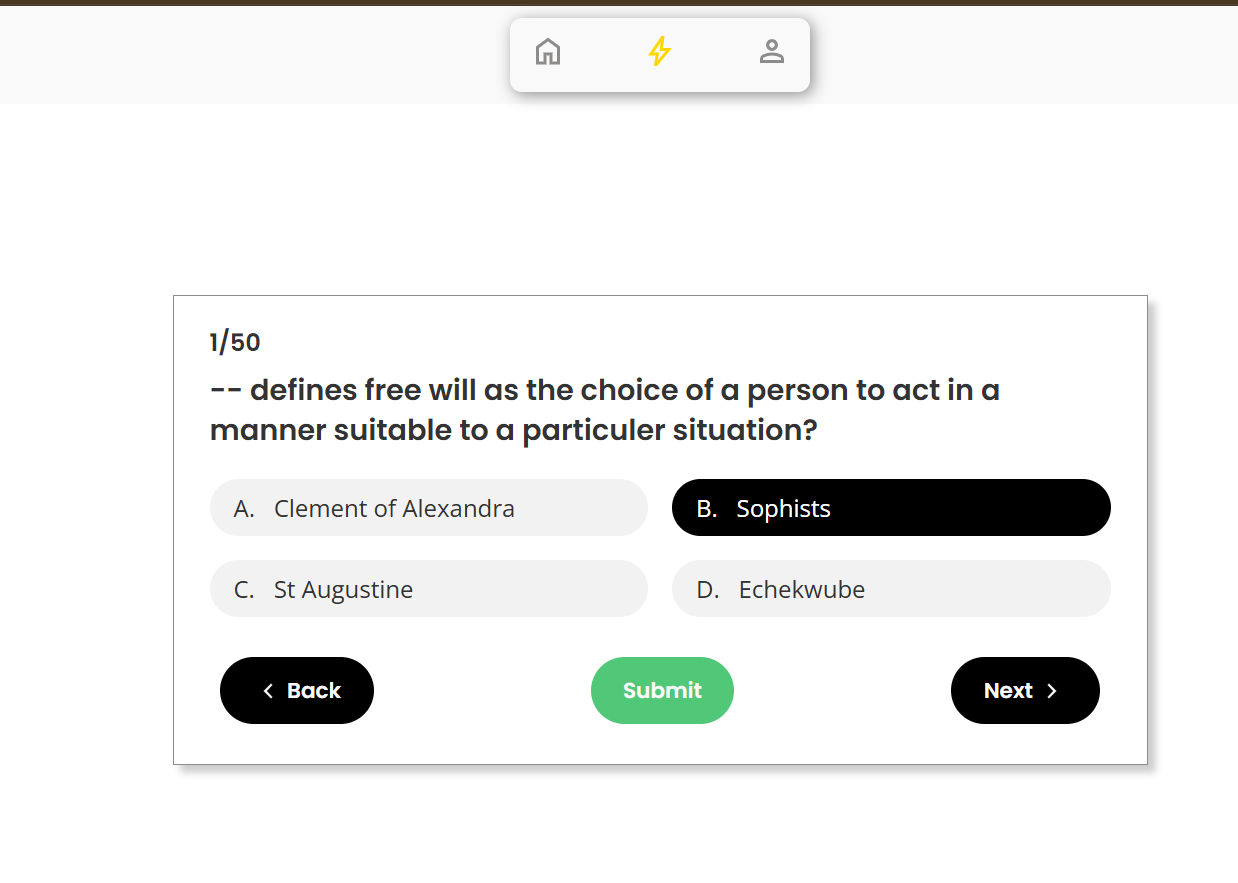 1/50
-- defines free will as the choice of a person to act in a
manner suitable to a particuler situation?
A. Clement of Alexandra
B. Sophists
C. St Augustine
D. Echekwube
Back
Submit
Next